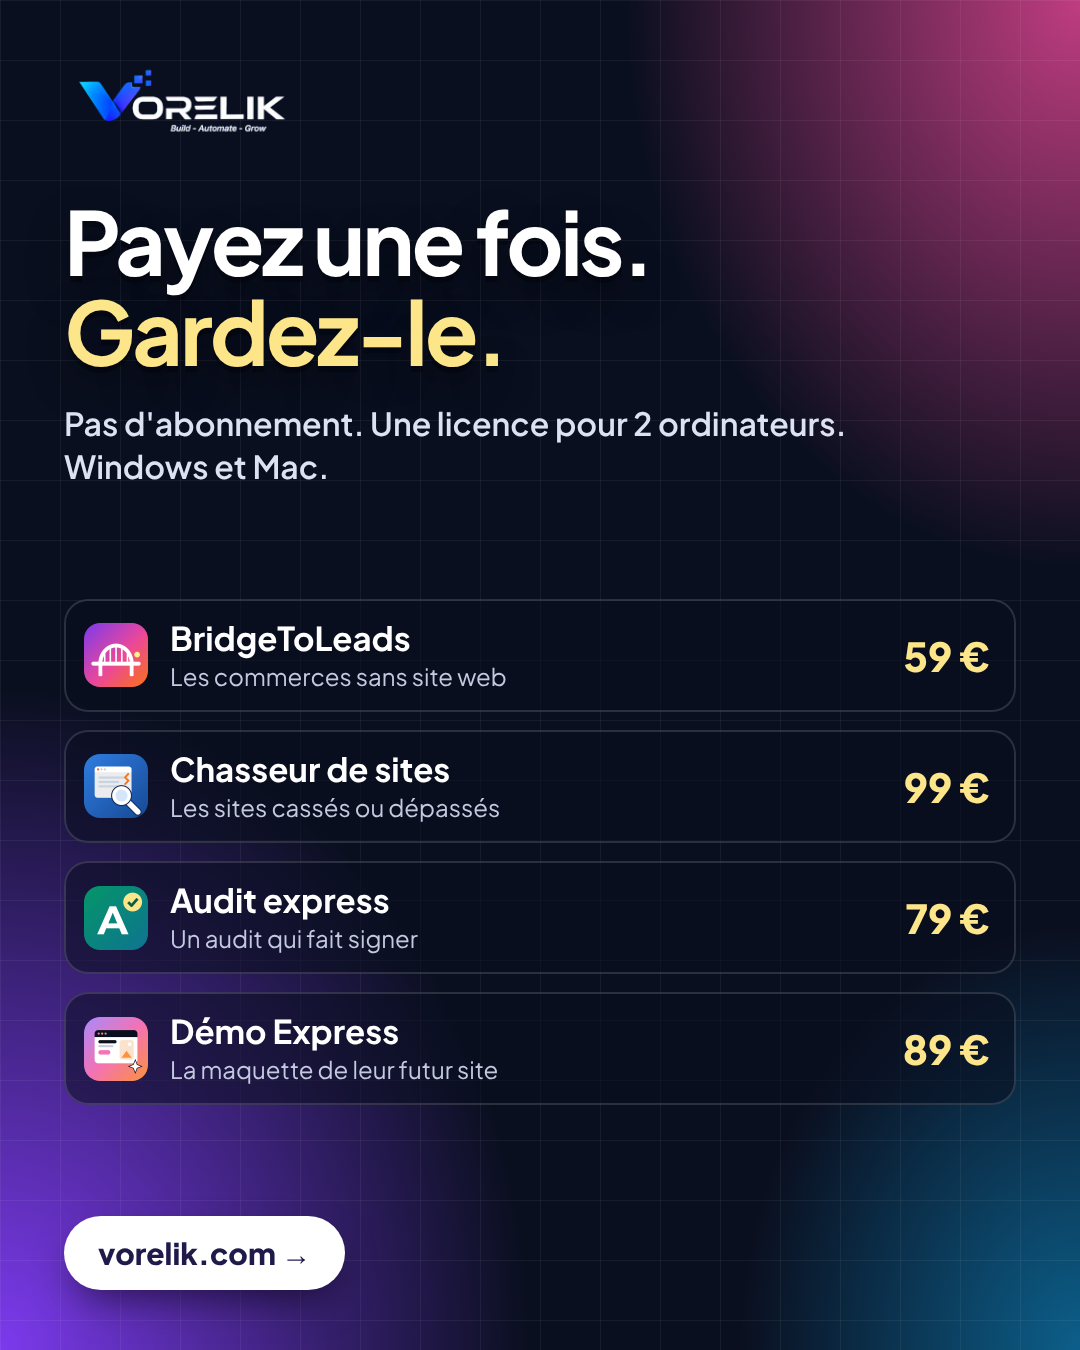 VORELIK
Build - Automate - Grow
Payez une fois.
Gardez-le.
Pas d'abonnement. Une licence pour 2 ordinateurs.
Windows et Mac.
BridgeToLeads
Les commerces sans site web
59 €
Chasseur de sites
Les sites cassés ou dépassés
99 €
A
Audit express
Un audit qui fait signer
79 €
Démo Express
La maquette de leur futur site
89 €
vorelik.com →